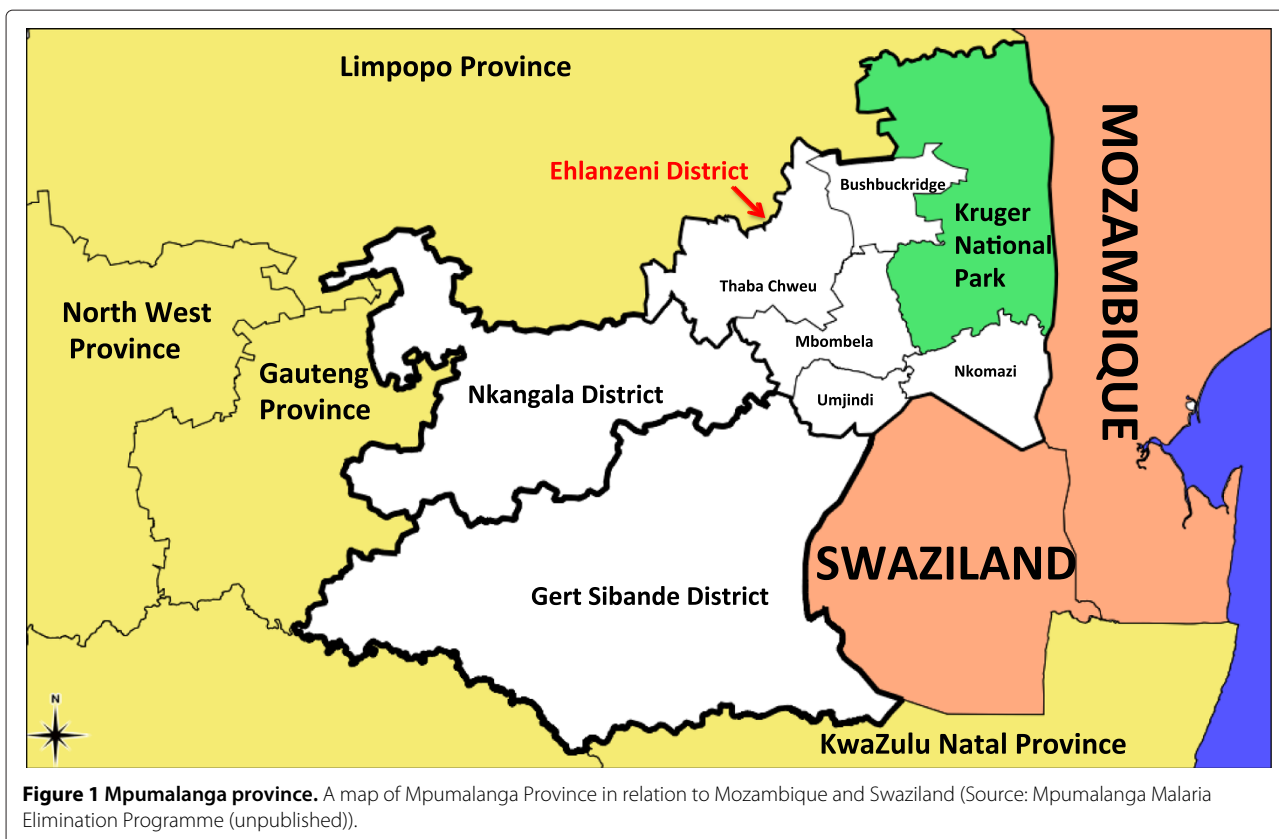 Limpopo Province
MOZAMBIQUE
Ehlanzeni District
Bushbuckridge
Kruger
National
Park
Thaba Chweu
North West
Province
Mbombela
Gauteng
Province
Nkomazi
Nkangala District
Umjindi
SWAZILAND
Gert Sibande District
N
KwaZulu Natal Province
Figure 1 Mpumalanga province. A map of Mpumalanga Province in relation to Mozambique and Swaziland (Source: Mpumalanga Malaria
Elimination Programme (unpublished)).